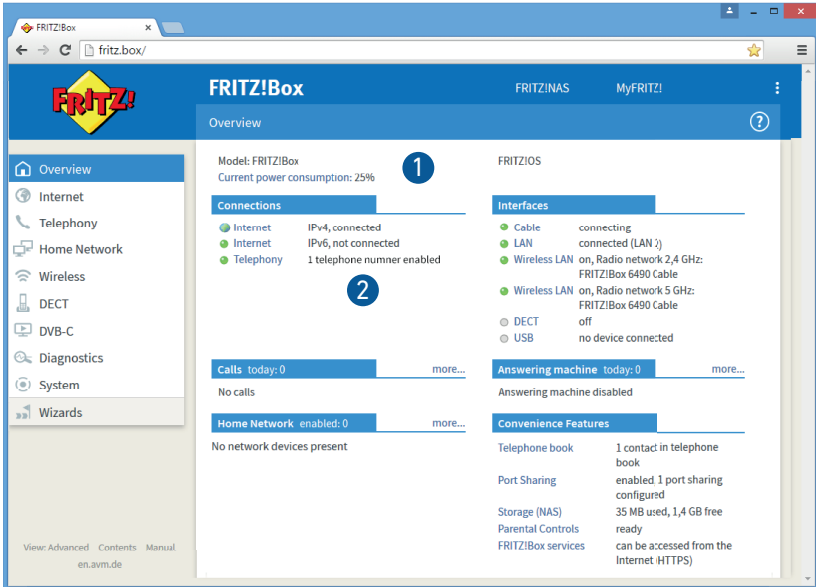 FRITZ!Box
fritz.box/
FRITZ!
FRITZ!Box
FRITZ!NAS
MyFRITZ!
Overview
?
Overview
Internet
Telephony
Home Network
Wireless
DECT
DVB-C
Diagnostics
System
Wizards
View: Advanced Contents Manual
en.avm.de
Model: FRITZ!Box
Current power consumption: 25%
1
FRITZ!OS
Connections
Internet IPv4, connected
Internet IPv6, not connected
Telephony 1 telephone numner enabled
2
Interfaces
Cable connecting
LAN connected (LAN 2)
Wireless LAN on, Radio network 2,4 GHz:
FRITZ!Box 6490 Cable
Wireless LAN on, Radio network 5 GHz:
FRITZ!Box 6490 Cable
DECT off
USB no device connected
Calls today: 0 more...
No calls
Answering machine today: 0 more...
Answering machine disabled
Home Network enabled: 0 more...
No network devices present
Convenience Features
Telephone book 1 contact in telephone
book
Port Sharing enabled, 1 port sharing
configured
Storage (NAS) 35 MB used, 1,4 GB free
Parental Controls ready
FRITZ!Box services can be accessed from the
Internet (HTTPS)